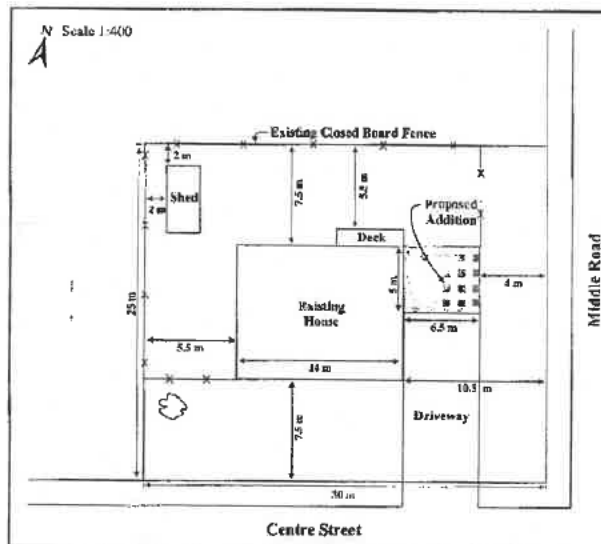 N Scale 1:400
Existing Closed Board Fence
2 m
Shed
2 m
7.5 m
5.5 m
Deck
Proposed
Addition
5 m
4 m
6.5 m
Existing
House
25 m
5.5 m
14 m
10.5 m
Driveway
7.5 m
30 m
Centre Street
Middle Road